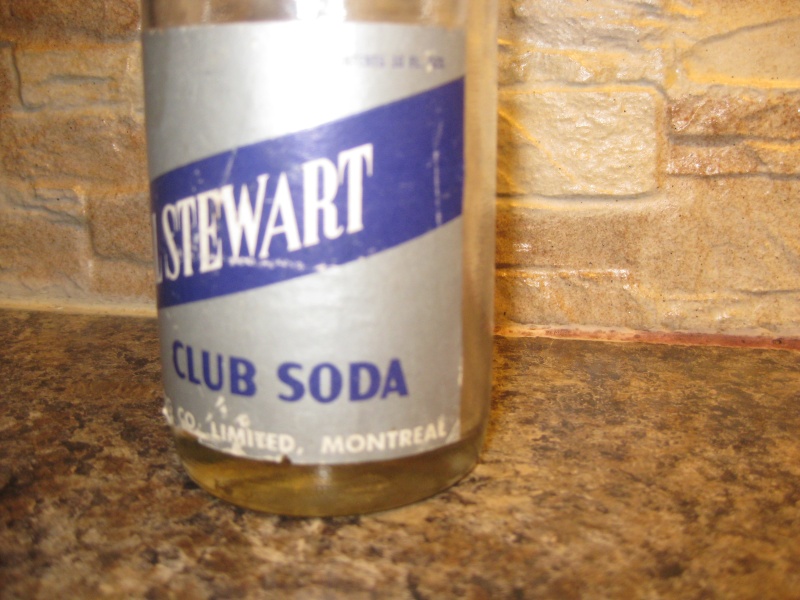 L STEWART
CLUB SODA
CO. LIMITED, MONTREAL